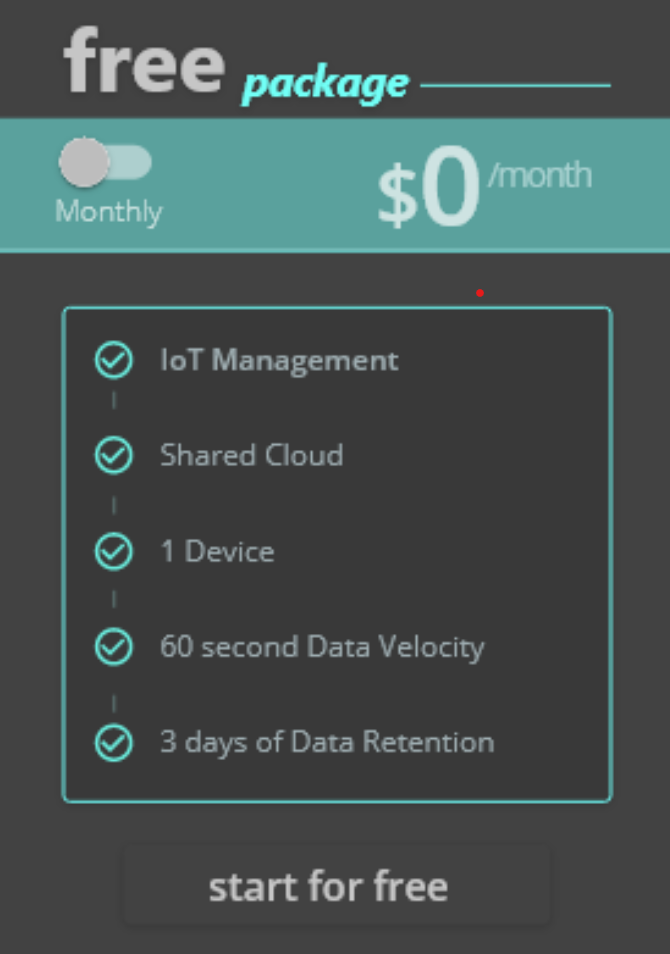 free package
Monthly
$0 /month
IoT Management
Shared Cloud
1 Device
60 second Data Velocity
3 days of Data Retention
start for free